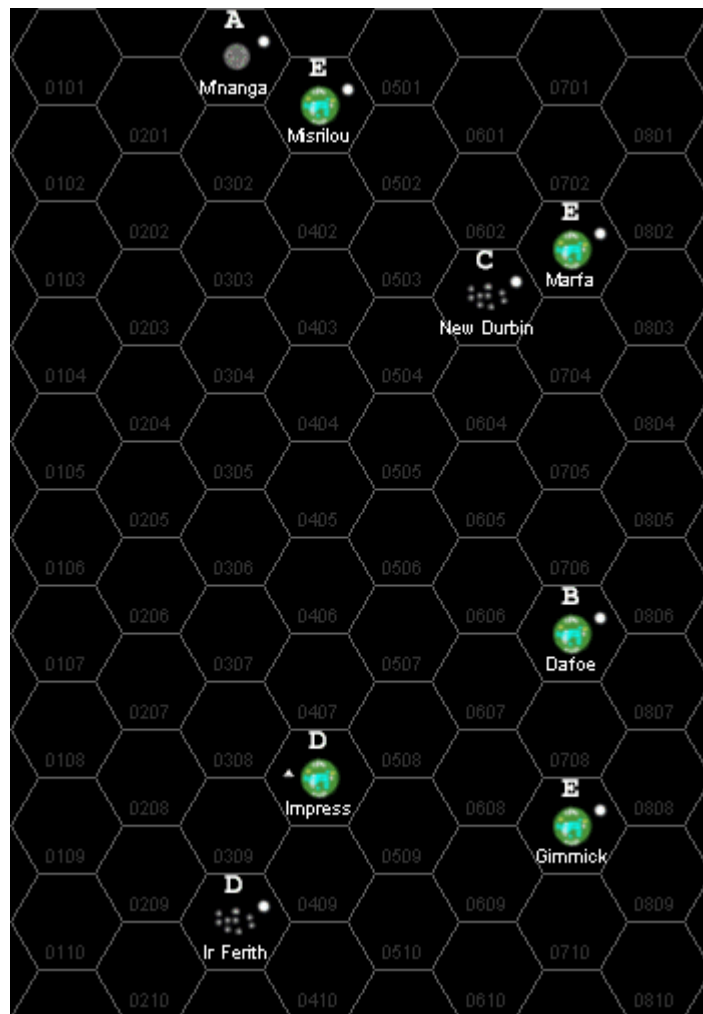 A
E
0101 M'nanga 0501 0701
0201 Misrilou 0601 0801
0102 0302 0502 0702
E
0202 0402 0602 0802
C
0103 0303 0503 Marfa
0203 0403 New Durbin 0803
0104 0304 0504 0704
0204 0404 0604 0804
0105 0305 0505 0705
0205 0405 0605 0805
0106 0306 0506 0706
B
0206 0406 0606 0806
0107 0307 0507 Dafoe
0207 0407 0607 0807
D
0108 0308 0508 0708
E
0208 Impress 0608 0808
0109 0309 0509 Gimmick
D
0209 0409 0609 0809
0110 Ir Ferith 0510 0710
0210 0410 0610 0810